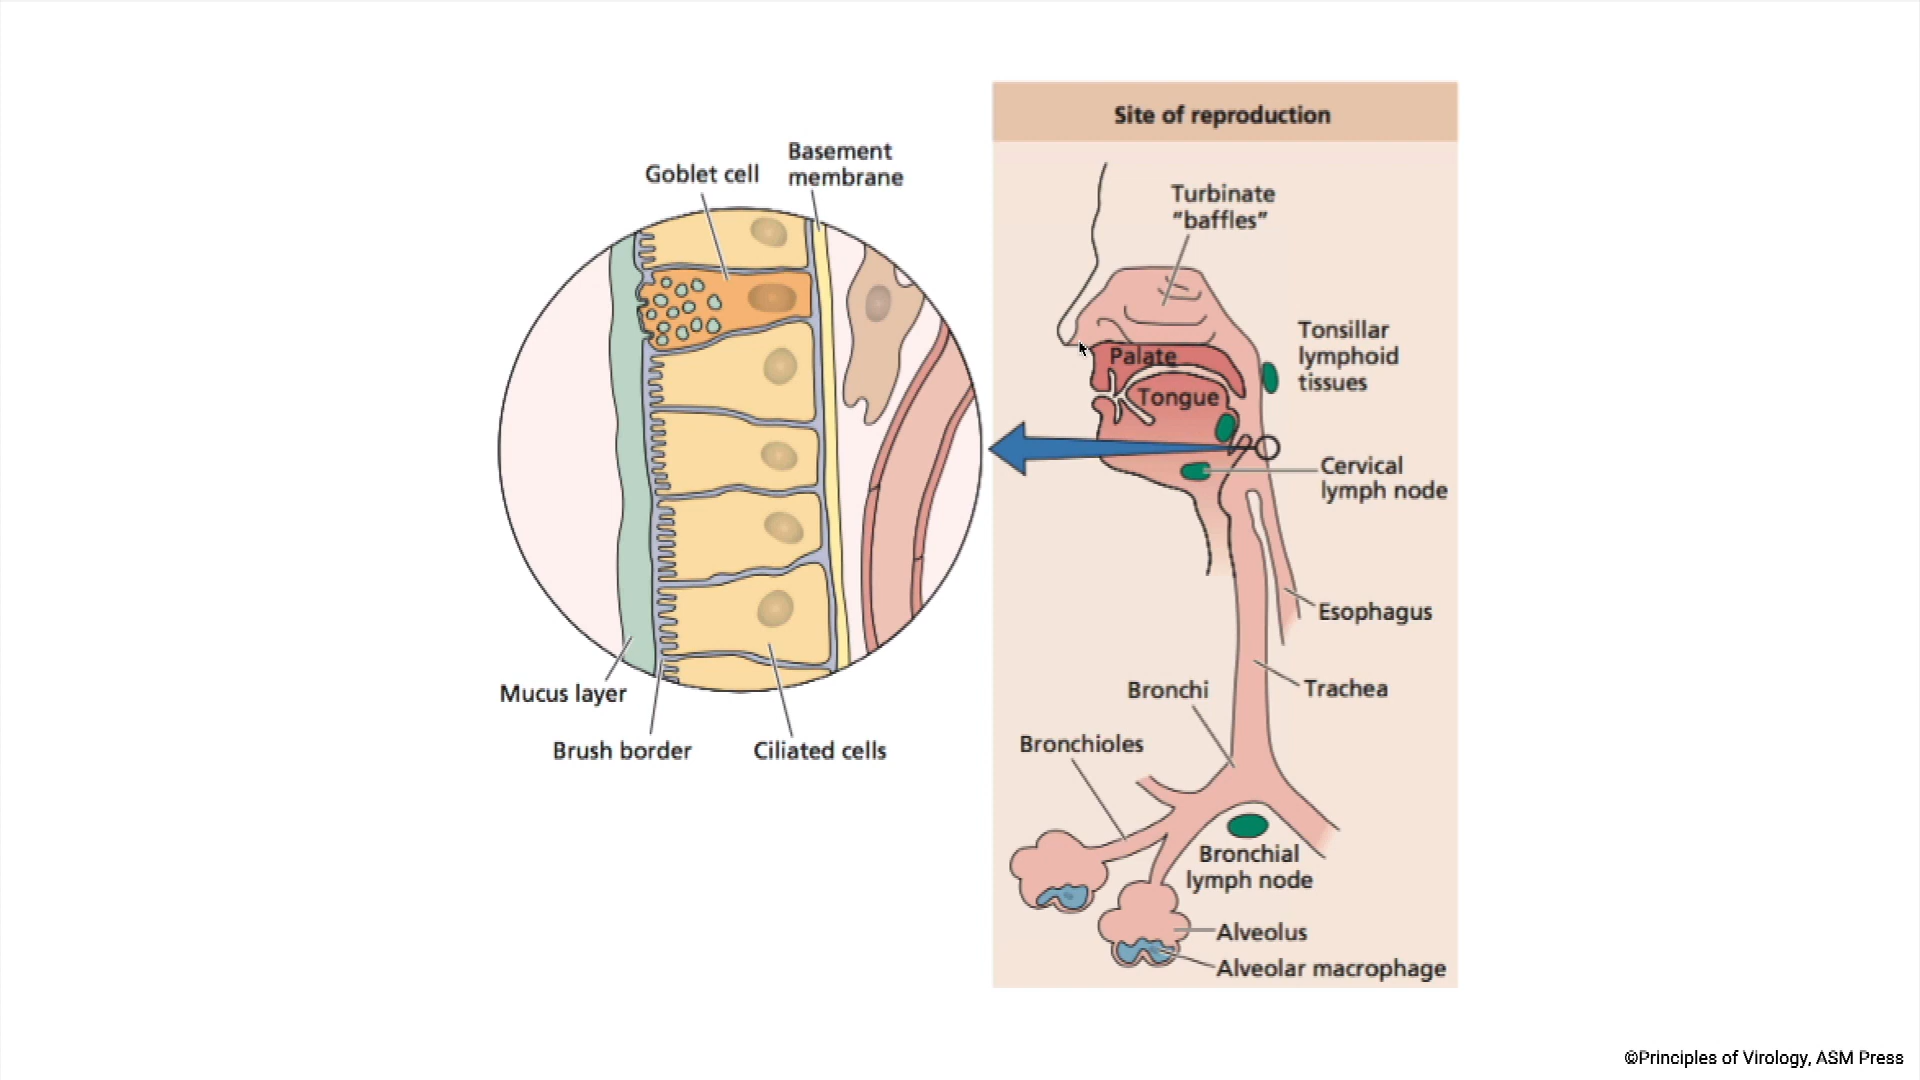 Site of reproduction
Goblet cell
Basement
membrane
Mucus layer
Brush border
Ciliated cells
Turbinate
"baffles"
Palate
Tongue
Tonsillar
lymphoid
tissues
Cervical
lymph node
Esophagus
Trachea
Bronchi
Bronchioles
Bronchial
lymph node
Alveolus
Alveolar macrophage
©Principles of Virology, ASM Press